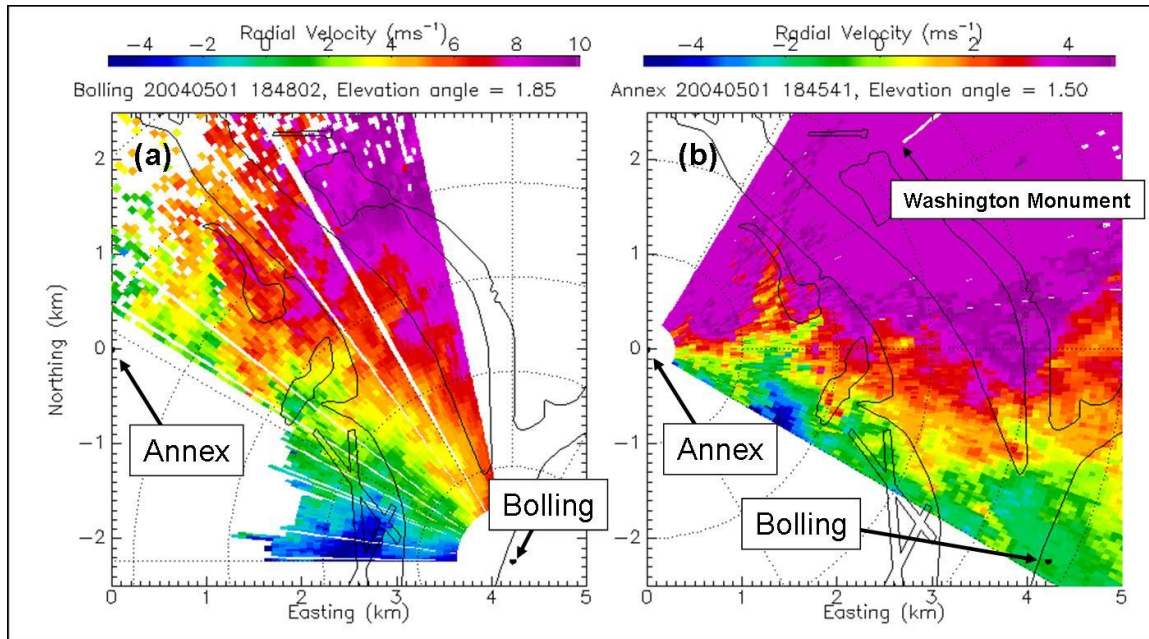 Radial Velocity (ms⁻¹)
−4 −2 0 2 4 6 8 10
Bolling 20040501 184802, Elevation angle = 1.85
(a)
2
1
0
−1
−2
Northing (km)
Annex
Bolling
0 1 2 3 4 5
Easting (km)
Radial Velocity (ms⁻¹)
−4 −2 0 2 4
Annex 20040501 184541, Elevation angle = 1.50
(b)
Washington Monument
2
1
0
−1
−2
Annex
Bolling
0 1 2 3 4 5
Easting (km)